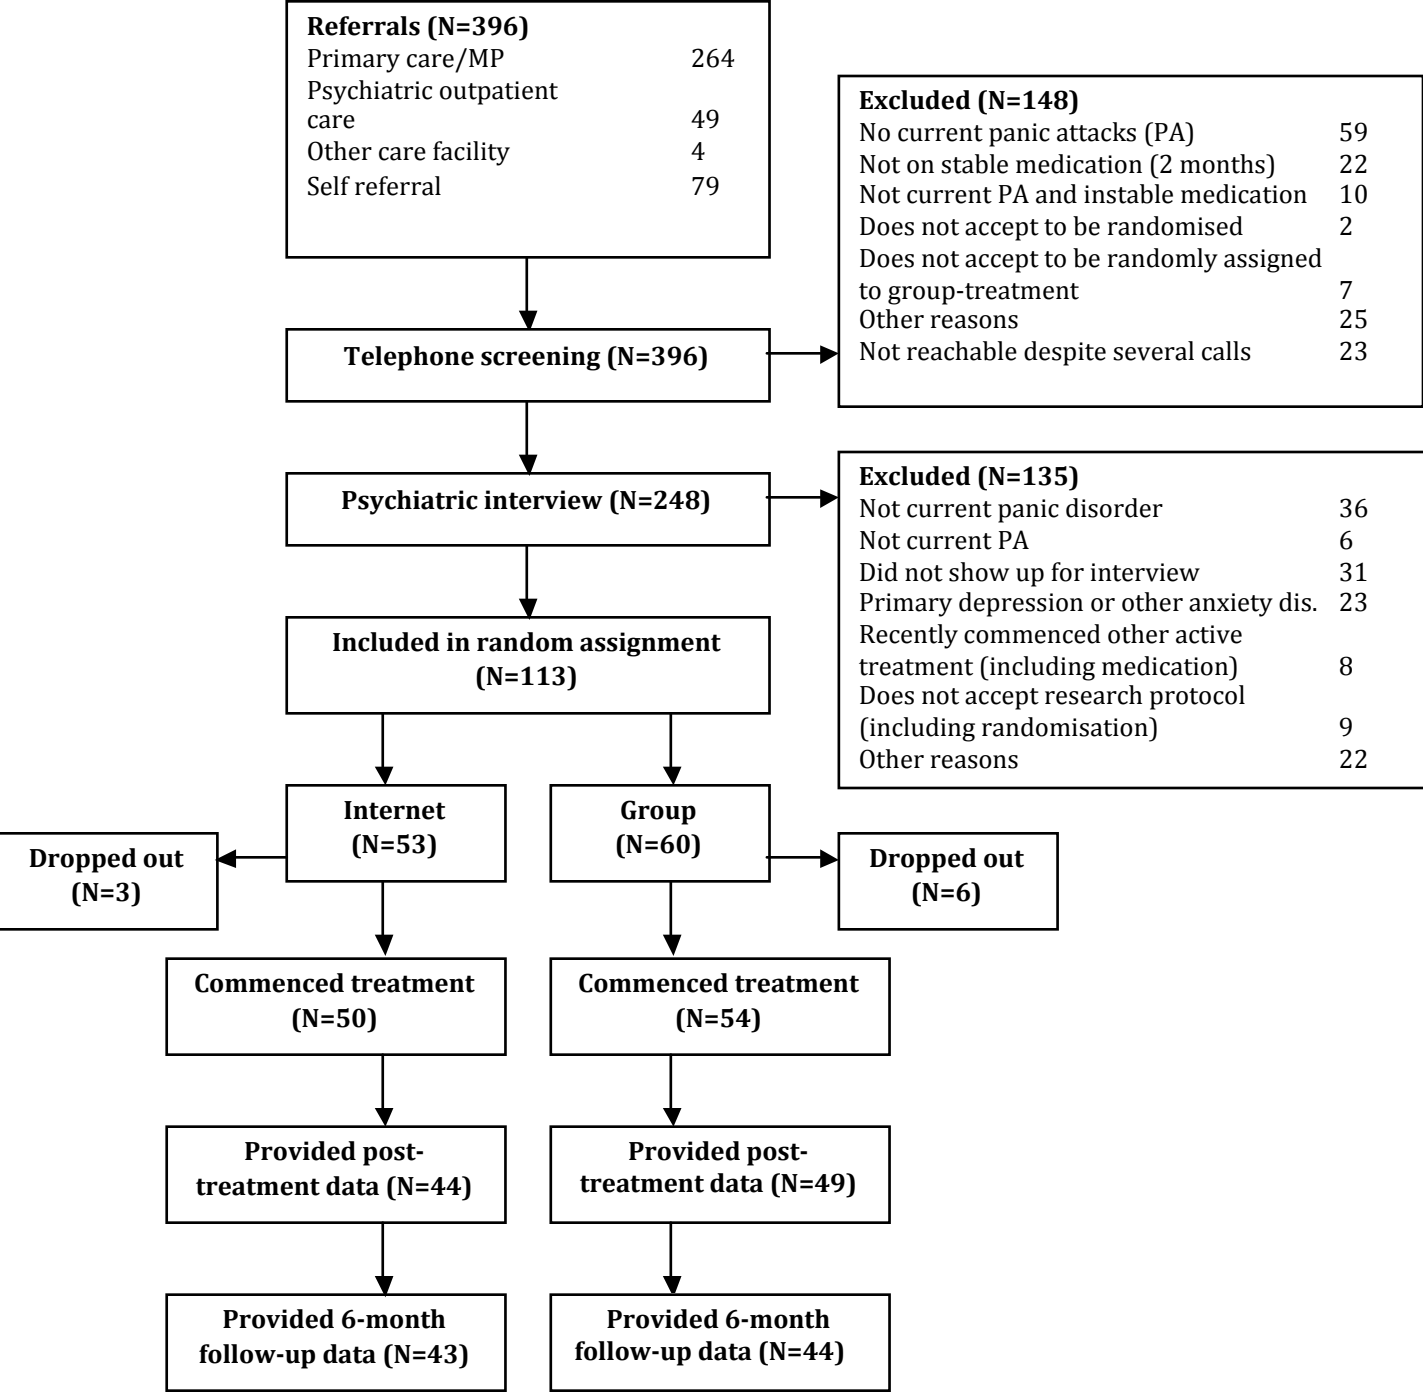 Referrals (N=396)
Primary care/MP 264
Psychiatric outpatient
care 49
Other care facility 4
Self referral 79
Excluded (N=148)
No current panic attacks (PA) 59
Not on stable medication (2 months) 22
Not current PA and instable medication 10
Does not accept to be randomised 2
Does not accept to be randomly assigned
to group-treatment 7
Other reasons 25
Not reachable despite several calls 23
Telephone screening (N=396)
Psychiatric interview (N=248)
Excluded (N=135)
Not current panic disorder 36
Not current PA 6
Did not show up for interview 31
Primary depression or other anxiety dis. 23
Recently commenced other active
treatment (including medication) 8
Does not accept research protocol
(including randomisation) 9
Other reasons 22
Included in random assignment
(N=113)
Internet
(N=53)
Group
(N=60)
Dropped out
(N=3)
Dropped out
(N=6)
Commenced treatment
(N=50)
Commenced treatment
(N=54)
Provided post-
treatment data (N=44)
Provided post-
treatment data (N=49)
Provided 6-month
follow-up data (N=43)
Provided 6-month
follow-up data (N=44)